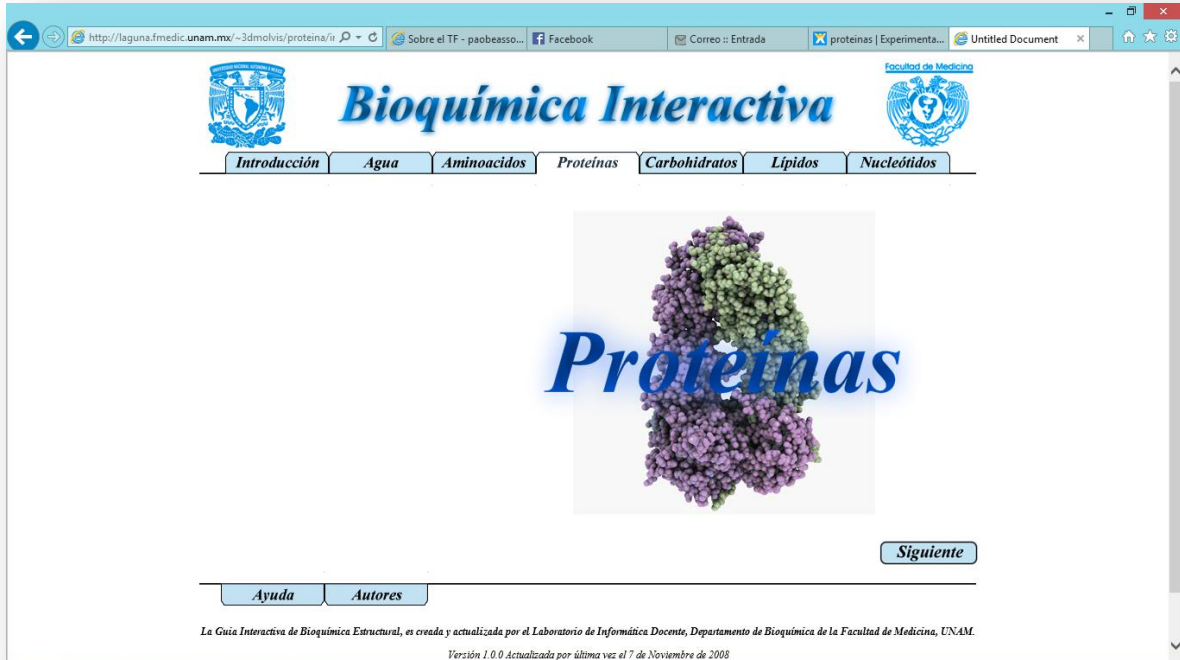 http://laguna.fmedic.unam.mx/~3dmolvis/proteina/ir
Sobre el TF - paobeasso...
Facebook
Correo :: Entrada
proteinas | Experimenta...
Untitled Document
Facultad de Medicina
Bioquímica Interactiva
Introducción
Agua
Aminoacidos
Proteínas
Carbohidratos
Lípidos
Nucleótidos
Proteínas
Siguiente
Ayuda
Autores
La Guia Interactiva de Bioquímica Estructural, es creada y actualizada por el Laboratorio de Informática Docente, Departamento de Bioquímica de la Facultad de Medicina, UNAM.
Versión 1.0.0 Actualizada por última vez el 7 de Noviembre de 2008